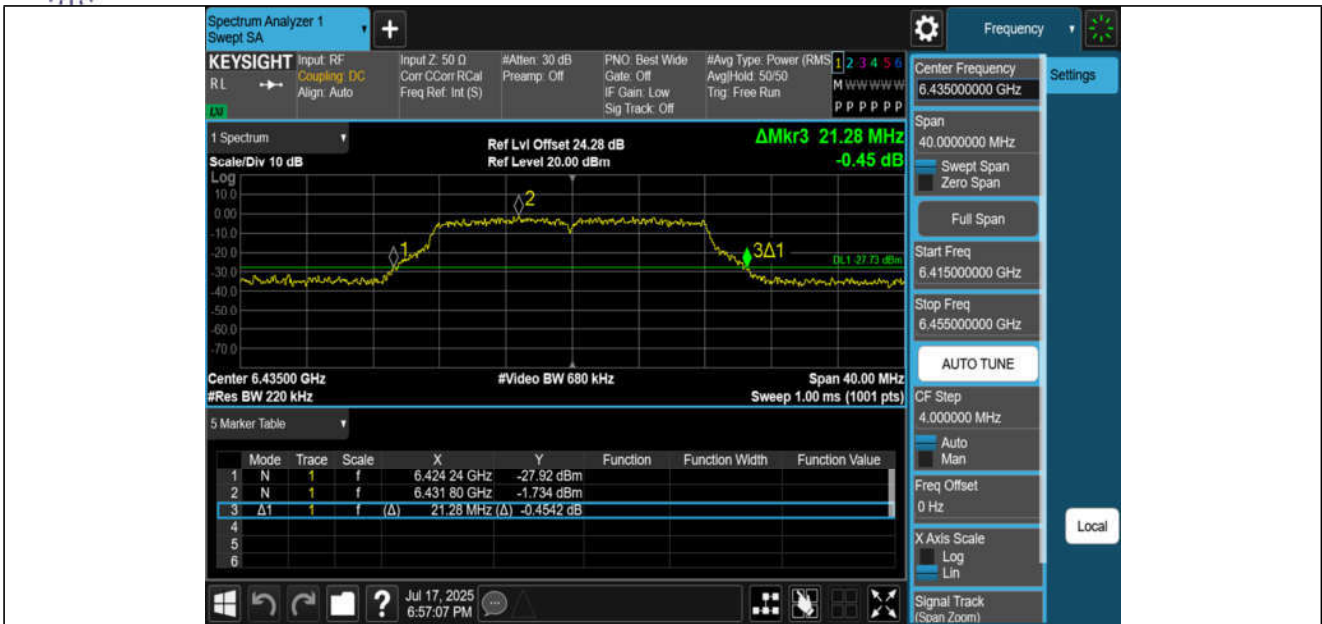 Spectrum Analyzer 1
Swept SA
+
Frequency
KEYSIGHT
RL
LV
Input: RF
Coupling: DC
Align: Auto
Input Z: 50 Ω
Corr CCorr RCal
Freq Ref: Int (S)
#Atten: 30 dB
Preamp: Off
PNO: Best Wide
Gate: Off
IF Gain: Low
Sig Track: Off
#Avg Type: Power (RMS
Avg|Hold: 50/50
Trig: Free Run
1 2 3 4 5 6
M W W W W W
P P P P P P
1 Spectrum
Scale/Div 10 dB
Ref Lvl Offset 24.28 dB
Ref Level 20.00 dBm
ΔMkr3 21.28 MHz
-0.45 dB
Log
10.0
0.00
-10.0
-20.0
-30.0
-40.0
-50.0
-60.0
-70.0
2
1
3Δ1
DL1 -27.73 dBm
Center 6.43500 GHz
#Video BW 680 kHz
Span 40.00 MHz
#Res BW 220 kHz
Sweep 1.00 ms (1001 pts)
5 Marker Table
Mode Trace Scale X Y Function Function Width Function Value
1 N 1 f 6.424 24 GHz -27.92 dBm
2 N 1 f 6.431 80 GHz -1.734 dBm
3 Δ1 1 f (Δ) 21.28 MHz (Δ) -0.4542 dB
4
5
6
?
Jul 17, 2025
6:57:07 PM
Center Frequency
6.435000000 GHz
Span
40.0000000 MHz
Swept Span
Zero Span
Full Span
Start Freq
6.415000000 GHz
Stop Freq
6.455000000 GHz
AUTO TUNE
CF Step
4.000000 MHz
Auto
Man
Freq Offset
0 Hz
X Axis Scale
Log
Lin
Signal Track
(Span Zoom)
Settings
Local